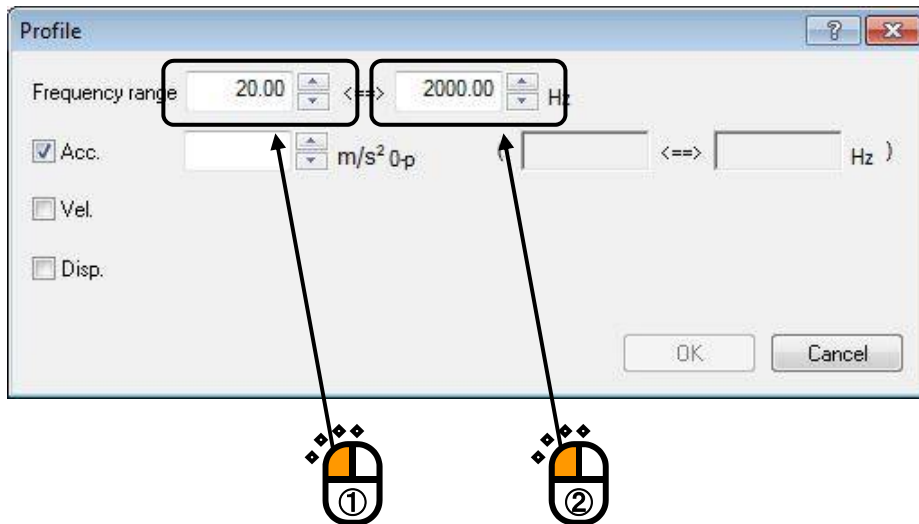 Profile
?
Frequency range 20.00 <==> 2000.00 Hz
Acc. m/s² 0-p ( <==> Hz )
Vel.
Disp.
OK Cancel
① ②